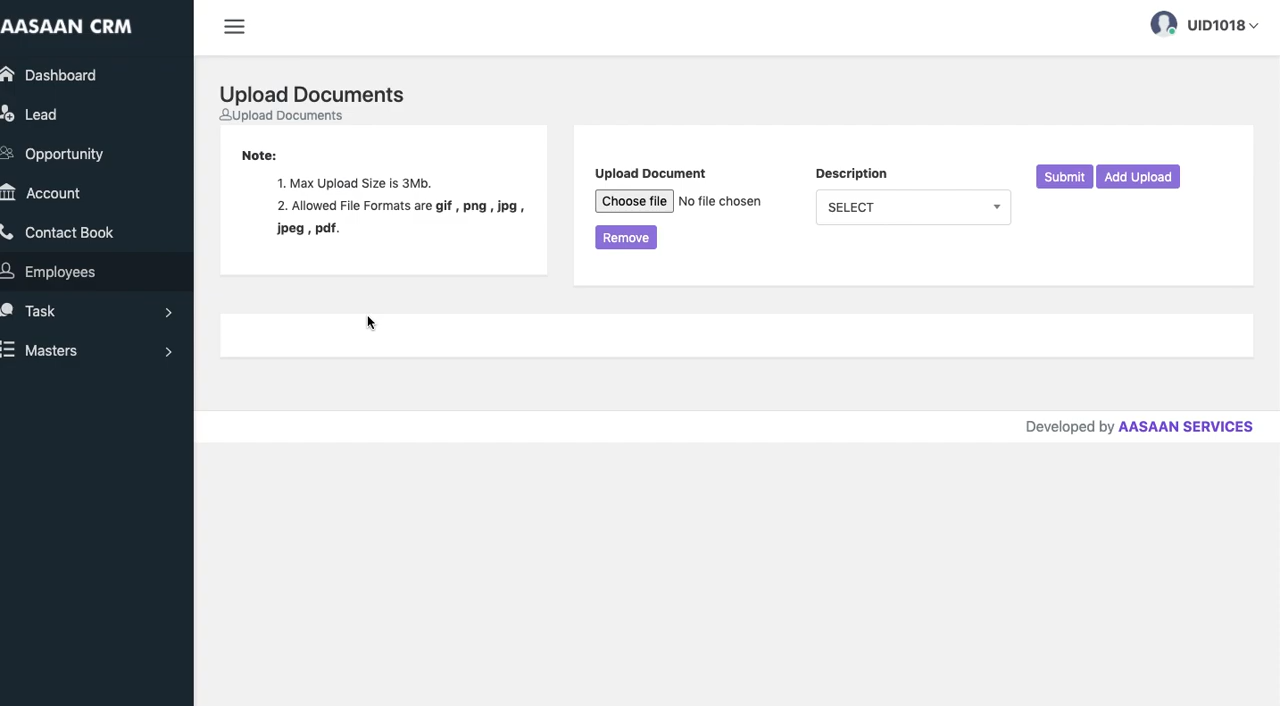 AASAAN CRM
UID1018
Dashboard
Lead
Opportunity
Account
Contact Book
Employees
Task
Masters
Upload Documents
Upload Documents
Note:
1. Max Upload Size is 3Mb.
2. Allowed File Formats are gif , png , jpg ,
jpeg , pdf.
Upload Document
Choose file No file chosen
Remove
Description
SELECT
Submit
Add Upload
Developed by AASAAN SERVICES